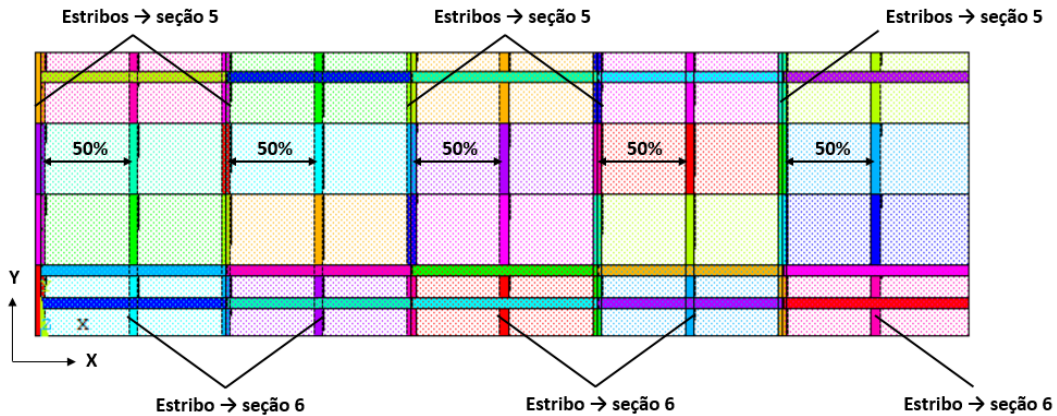 Estribos → seção 5
Estribos → seção 5
Estribos → seção 5
50%
50%
50%
50%
50%
Y
Z
X
X
Estribo → seção 6
Estribo → seção 6
Estribo → seção 6